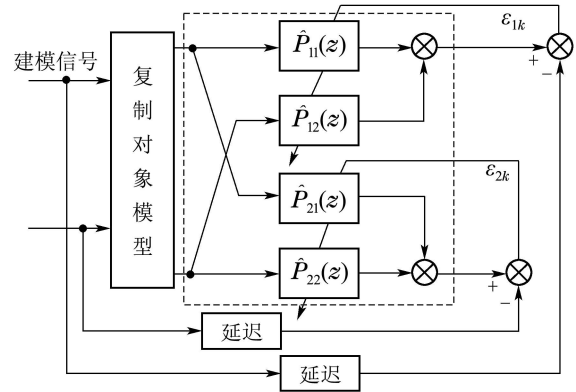 建模信号
复制对象模型
P̂₁₁(z)
ε₁ₖ
+
−
P̂₁₂(z)
P̂₂₁(z)
ε₂ₖ
P̂₂₂(z)
+
−
延迟
延迟